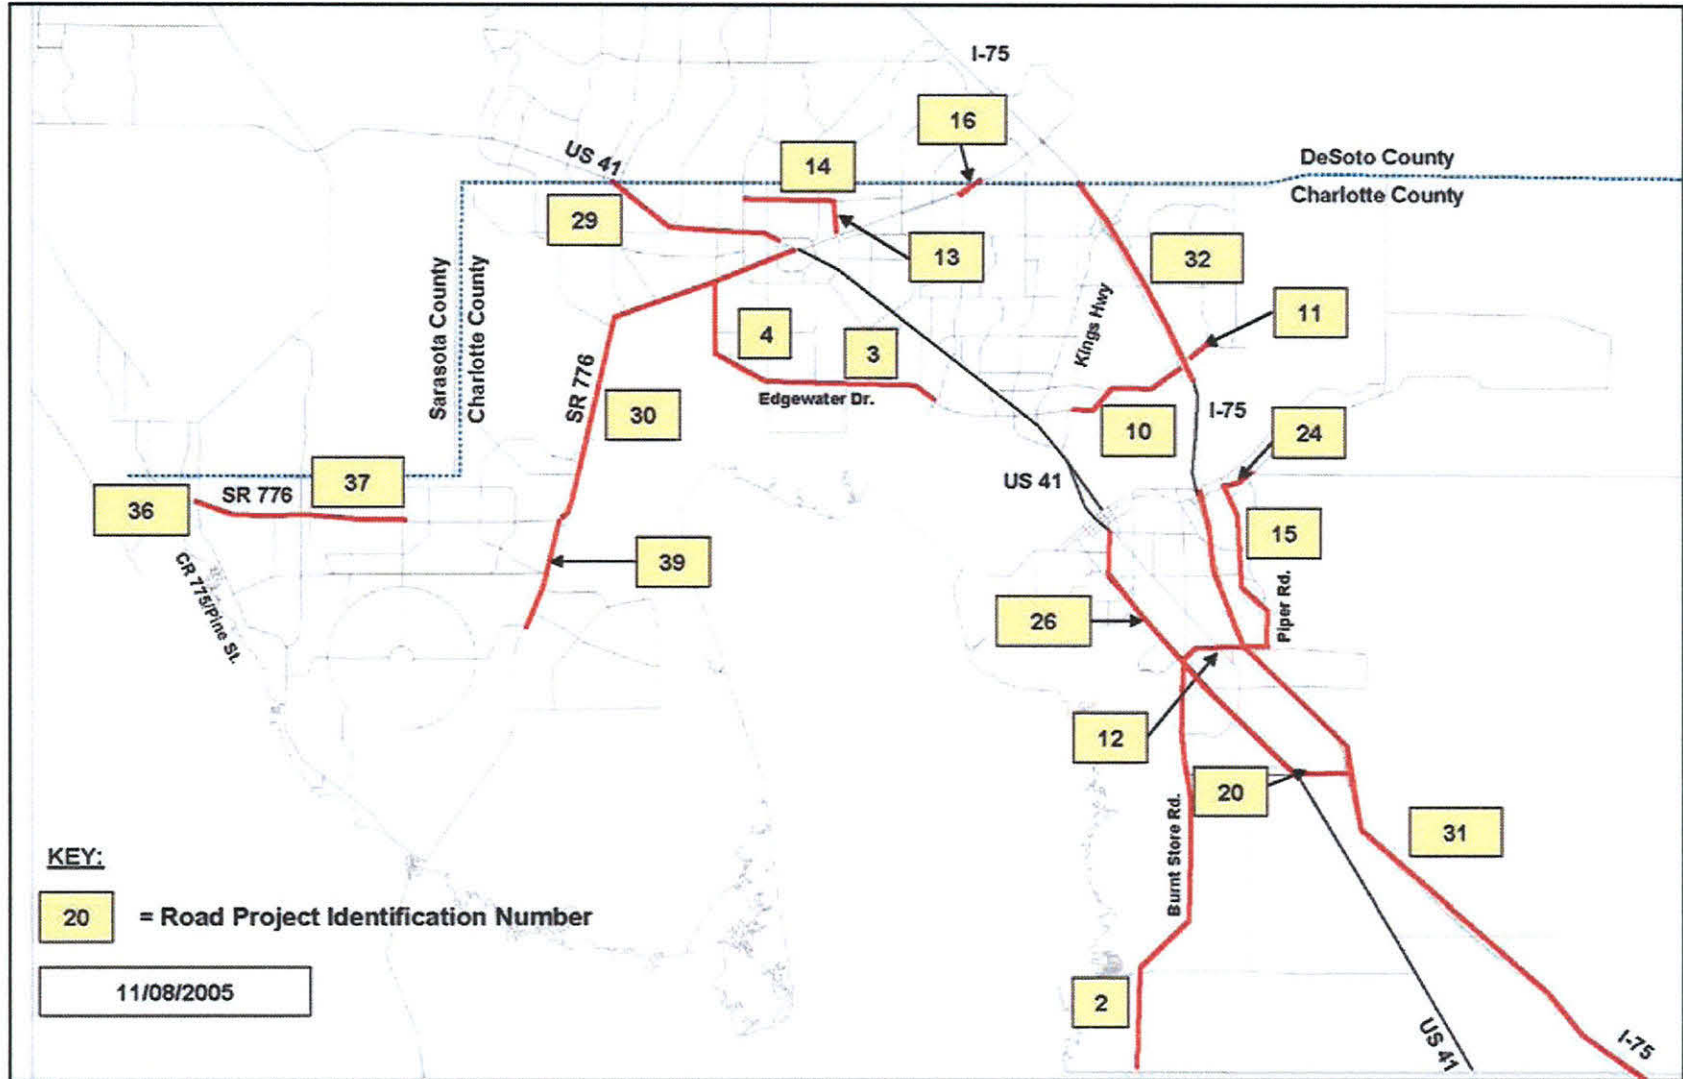 I-75
16
US 41
14
DeSoto County
Charlotte County
29
13
32
Sarasota County
Charlotte County
Kings Hwy
11
4
3
SR 776
Edgewater Dr.
I-75
30
10
24
US 41
37
SR 776
36
15
39
CR 775/Pine St.
Piper Rd.
26
12
20
Burnt Store Rd.
31
KEY:
20 = Road Project Identification Number
11/08/2005
2
US 41
I-75